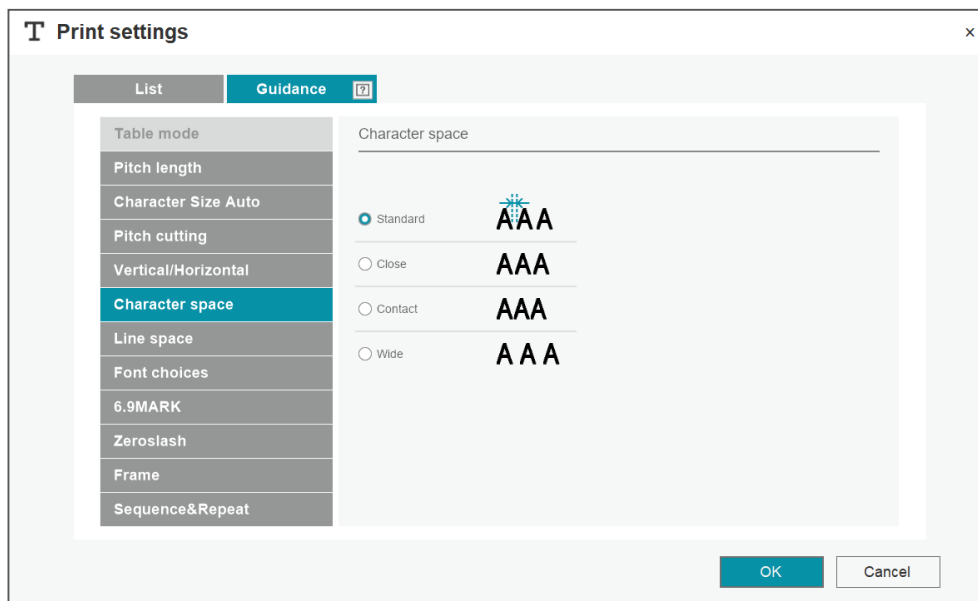 T Print settings ×
List Guidance ?
Table mode
Pitch length
Character Size Auto
Pitch cutting
Vertical/Horizontal
Character space
Line space
Font choices
6.9MARK
Zeroslash
Frame
Sequence&Repeat
Character space
Standard AAA
Close AAA
Contact AAA
Wide A A A
OK Cancel